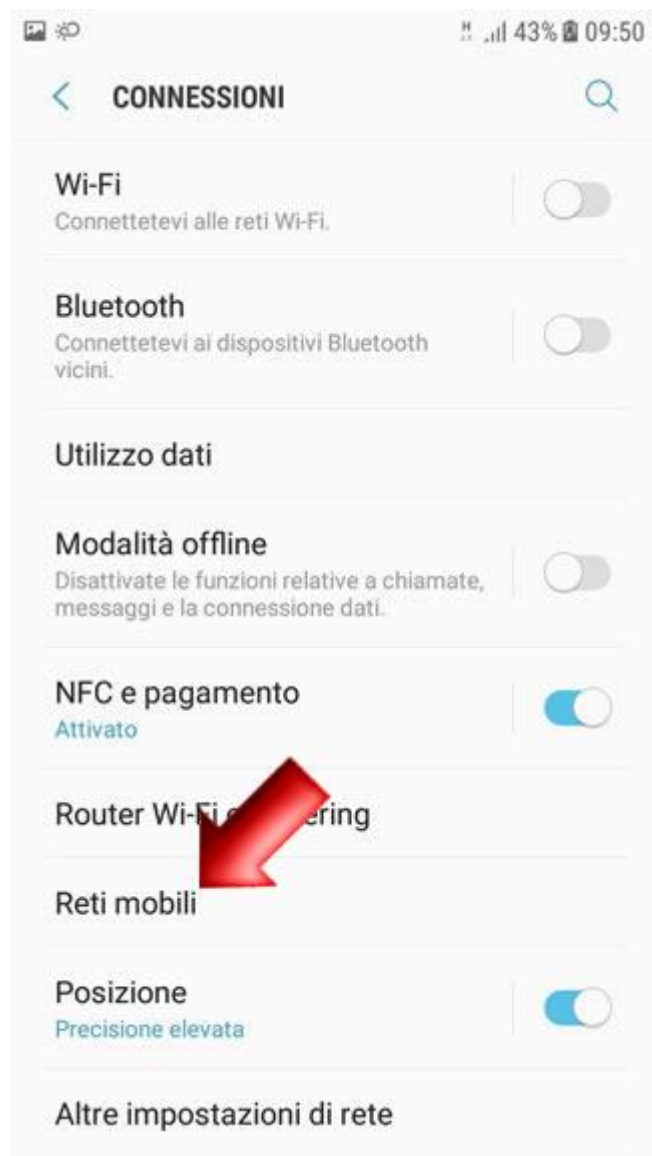 H 43% 09:50
CONNESSIONI
Wi-Fi
Connettetevi alle reti Wi-Fi.
Bluetooth
Connettetevi ai dispositivi Bluetooth
vicini.
Utilizzo dati
Modalità offline
Disattivate le funzioni relative a chiamate,
messaggi e la connessione dati.
NFC e pagamento
Attivato
Router Wi-Fi ering
Reti mobili
Posizione
Precisione elevata
Altre impostazioni di rete